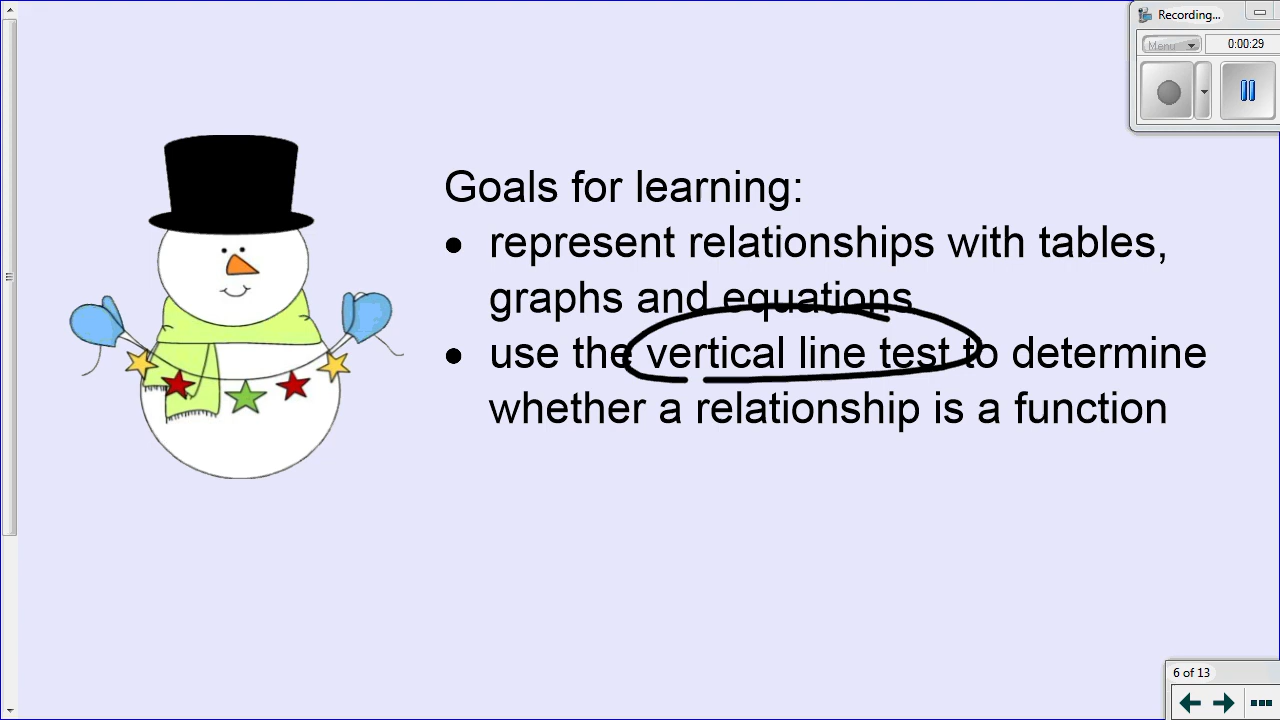 Recording...
Menu
0:00:29
Goals for learning:
• represent relationships with tables,
graphs and equations
• use the vertical line test to determine
whether a relationship is a function
6 of 13